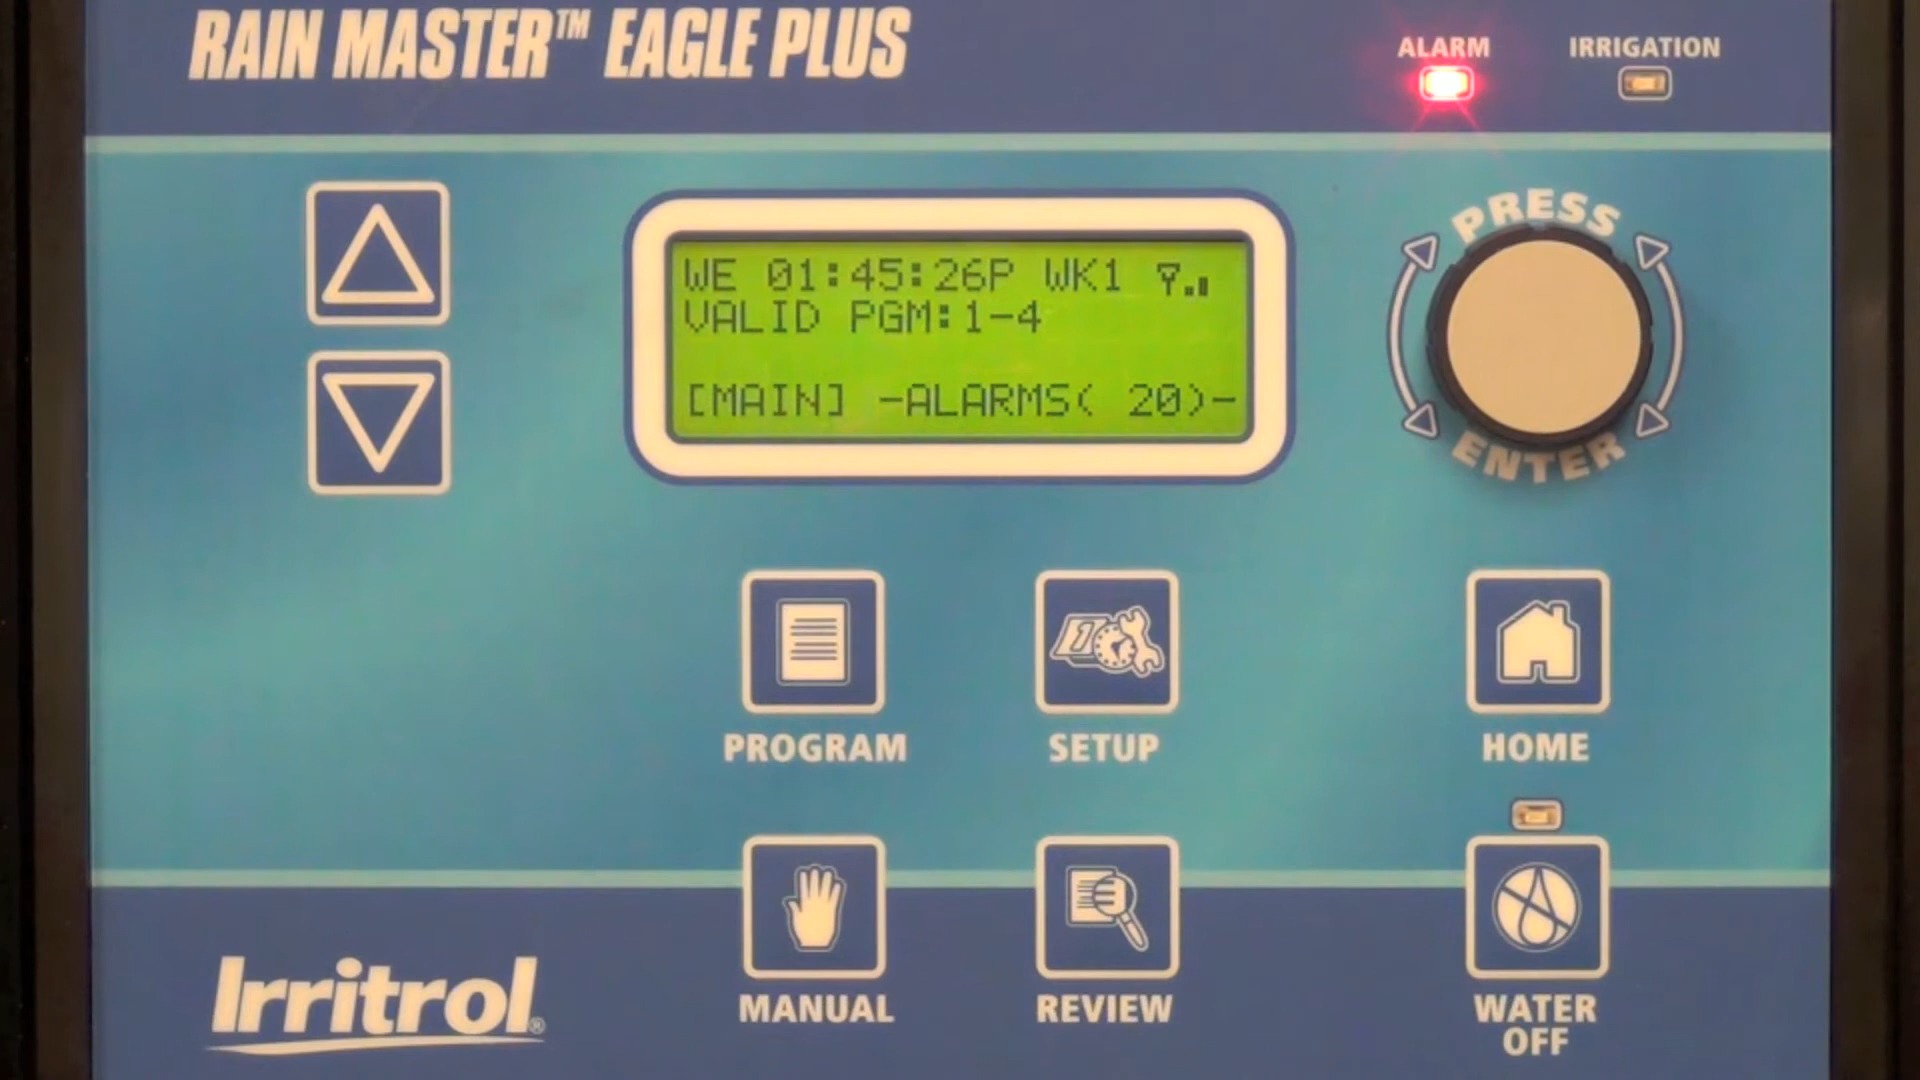 RAIN MASTER™ EAGLE PLUS
ALARM
IRRIGATION
WE 01:45:26P WK1
VALID PGM:1-4
[MAIN] -ALARMS( 20)-
PRESS
ENTER
PROGRAM
SETUP
HOME
MANUAL
REVIEW
WATER
OFF
Irritrol®